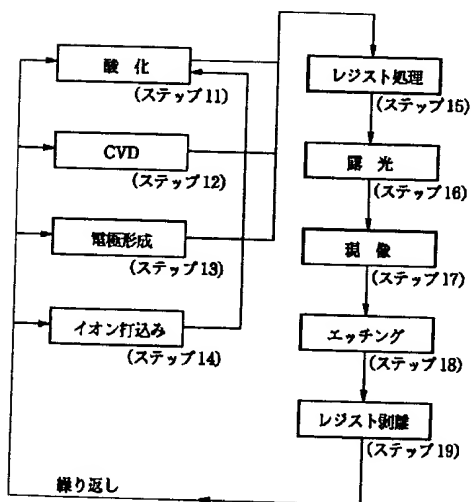 酸 化
(ステップ11)
CVD
(ステップ12)
電極形成
(ステップ13)
イオン打込み
(ステップ14)
レジスト処理
(ステップ15)
露 光
(ステップ16)
現 像
(ステップ17)
エッチング
(ステップ18)
レジスト剥離
(ステップ19)
繰り返し